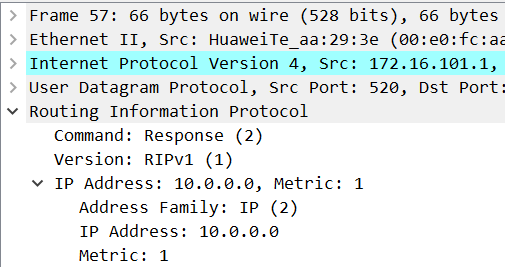 Frame 57: 66 bytes on wire (528 bits), 66 bytes
Ethernet II, Src: HuaweiTe_aa:29:3e (00:e0:fc:aa
Internet Protocol Version 4, Src: 172.16.101.1,
User Datagram Protocol, Src Port: 520, Dst Port:
Routing Information Protocol
Command: Response (2)
Version: RIPv1 (1)
IP Address: 10.0.0.0, Metric: 1
Address Family: IP (2)
IP Address: 10.0.0.0
Metric: 1